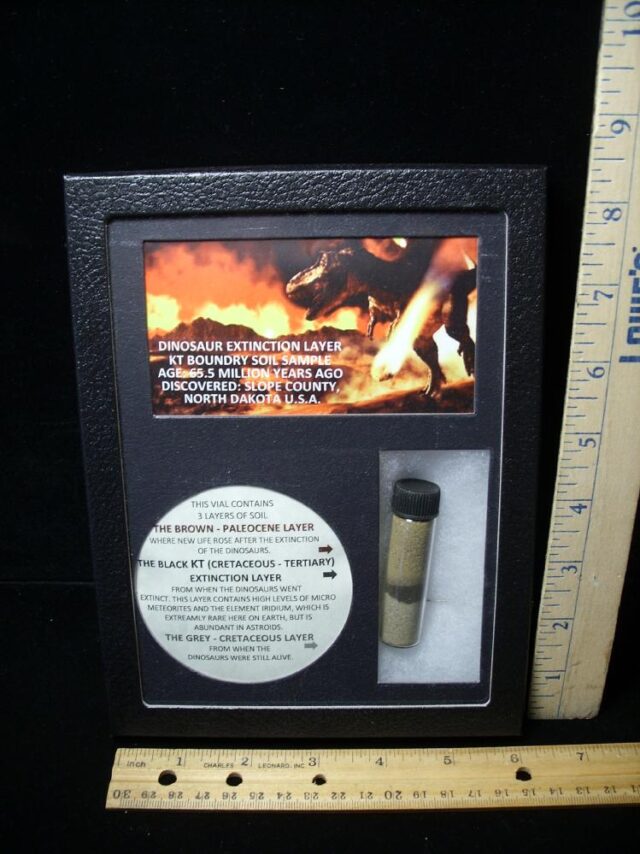 DINOSAUR EXTINCTION LAYER
KT BOUNDRY SOIL SAMPLE
AGE: 65.5 MILLION YEARS AGO
DISCOVERED: SLOPE COUNTY,
NORTH DAKOTA U.S.A.
THIS VIAL CONTAINS
3 LAYERS OF SOIL
THE BROWN - PALEOCENE LAYER
WHERE NEW LIFE ROSE AFTER THE EXTINCTION
OF THE DINOSAURS.
THE BLACK KT (CRETACEOUS - TERTIARY)
EXTINCTION LAYER
FROM WHEN THE DINOSAURS WENT
EXTINCT. THIS LAYER CONTAINS HIGH LEVELS OF MICRO
METEORITES AND THE ELEMENT IRIDIUM, WHICH IS
EXTREAMLY RARE HERE ON EARTH, BUT IS
ABUNDANT IN ASTROIDS.
THE GREY - CRETACEOUS LAYER
FROM WHEN THE
DINOSAURS WERE STILL ALIVE.
10
9
8
7
6
5
3
2
1
LOWE'S
inch 1 2 3 4 5 6 7
CHARLES LEONARD, INC
30 29 28 27 26 25 24 23 22 21 20 19 18 17 16 15 14 13 12